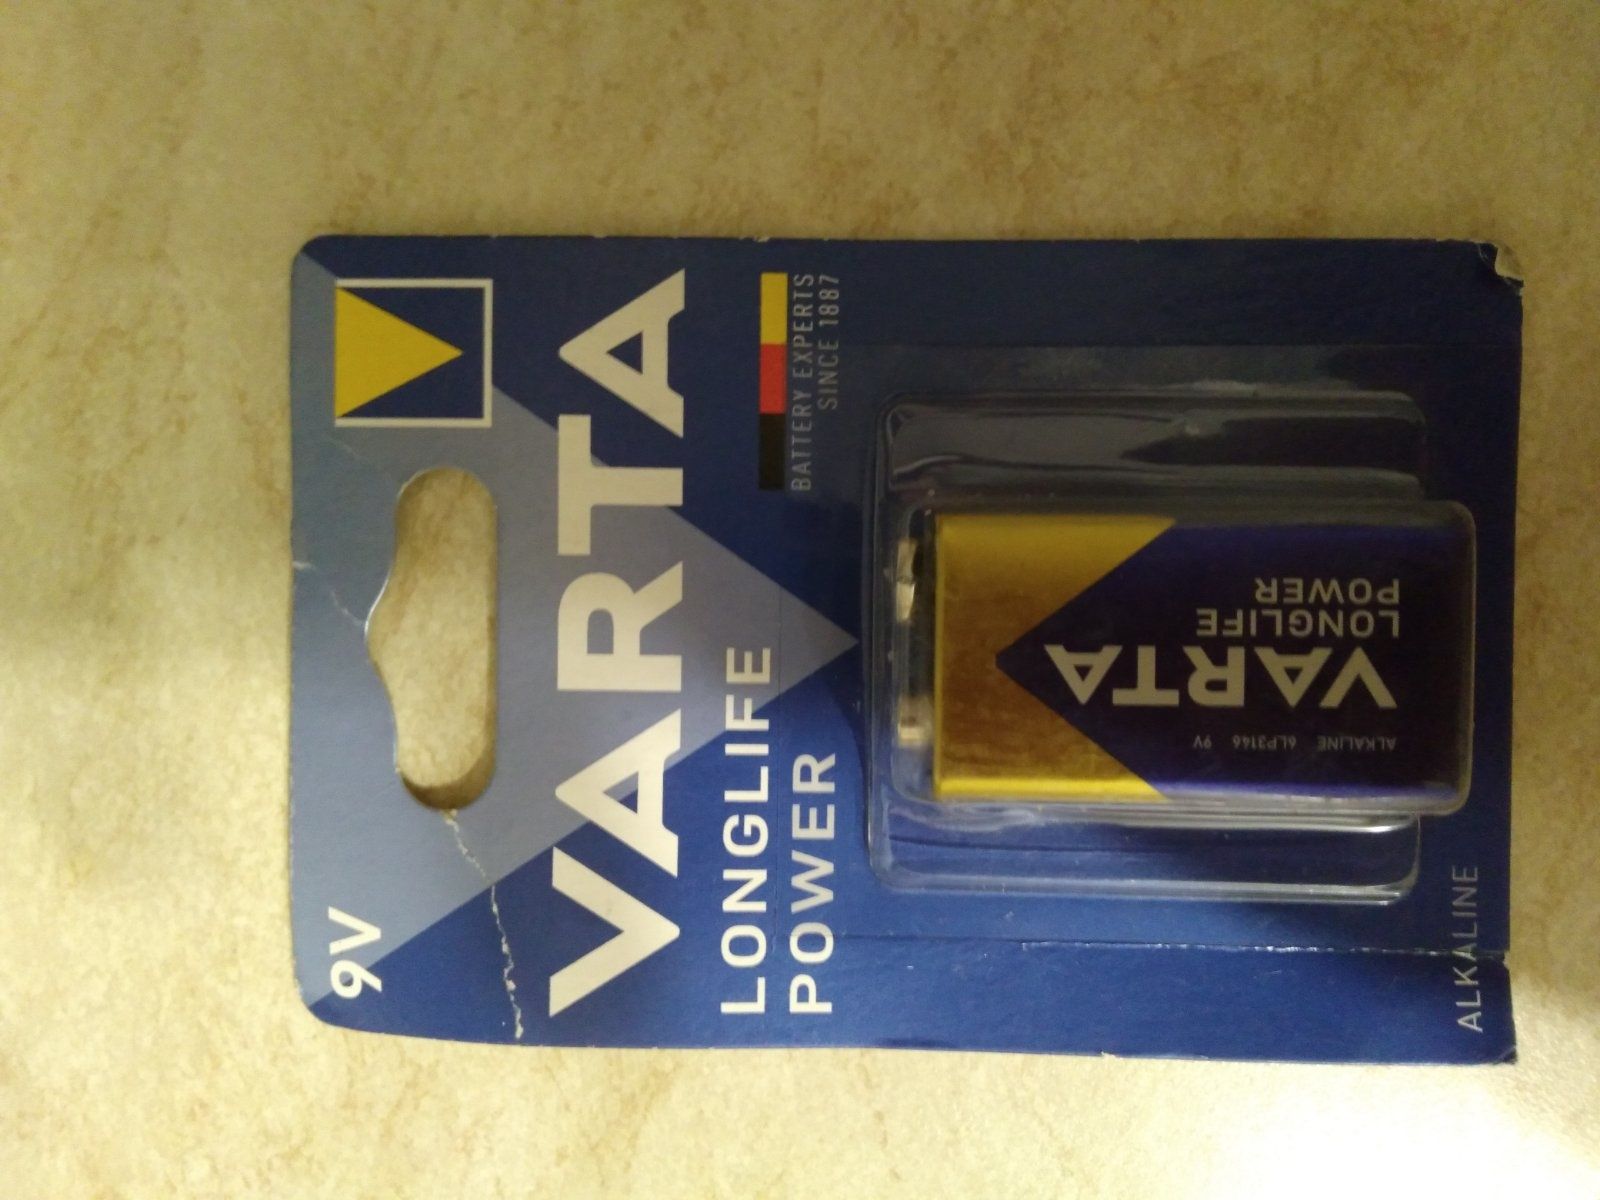 9V
VARTA
LONGLIFE
POWER
BATTERY EXPERTS
SINCE 1887
ALKALINE 6LP3146 9V
VARTA
LONGLIFE
POWER
ALKALINE